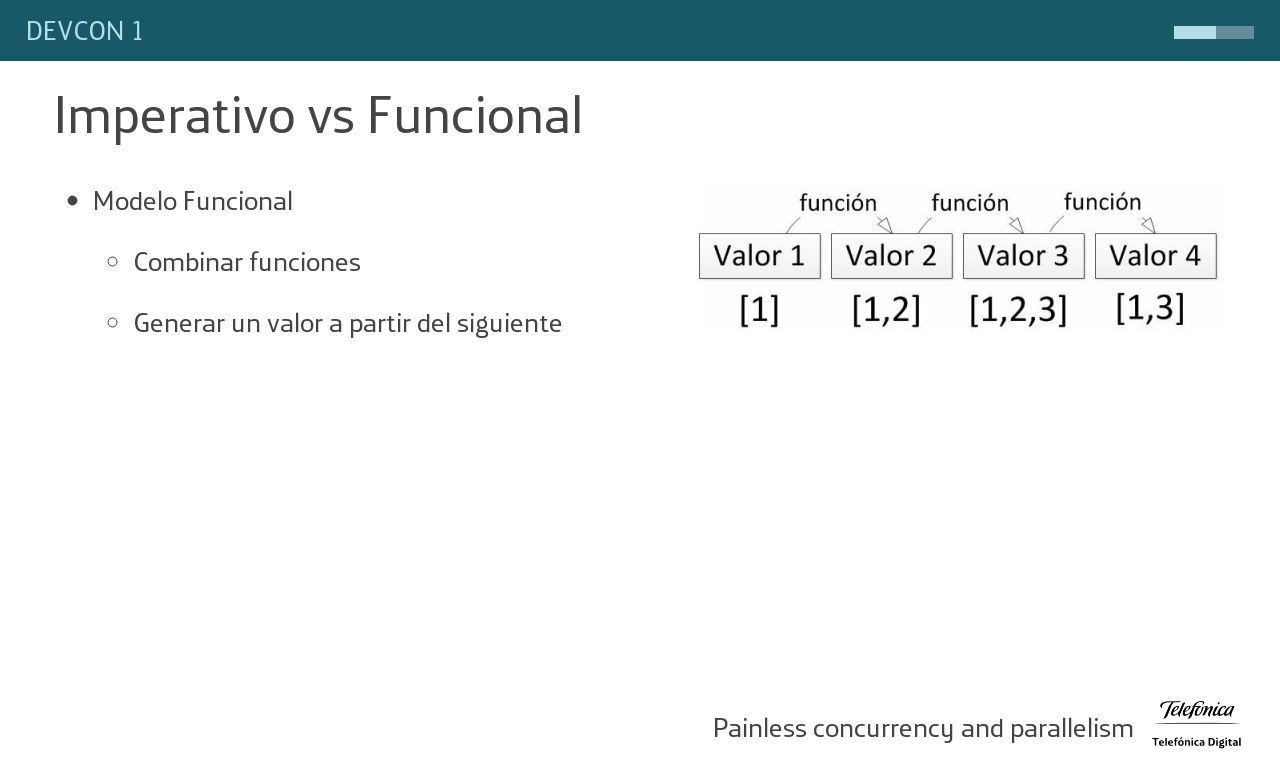 DEVCON 1
Imperativo vs Funcional
Modelo Funcional
Combinar funciones
Generar un valor a partir del siguiente
función función función
Valor 1 Valor 2 Valor 3 Valor 4
[1] [1,2] [1,2,3] [1,3]
Painless concurrency and parallelism
Telefónica
Telefónica Digital